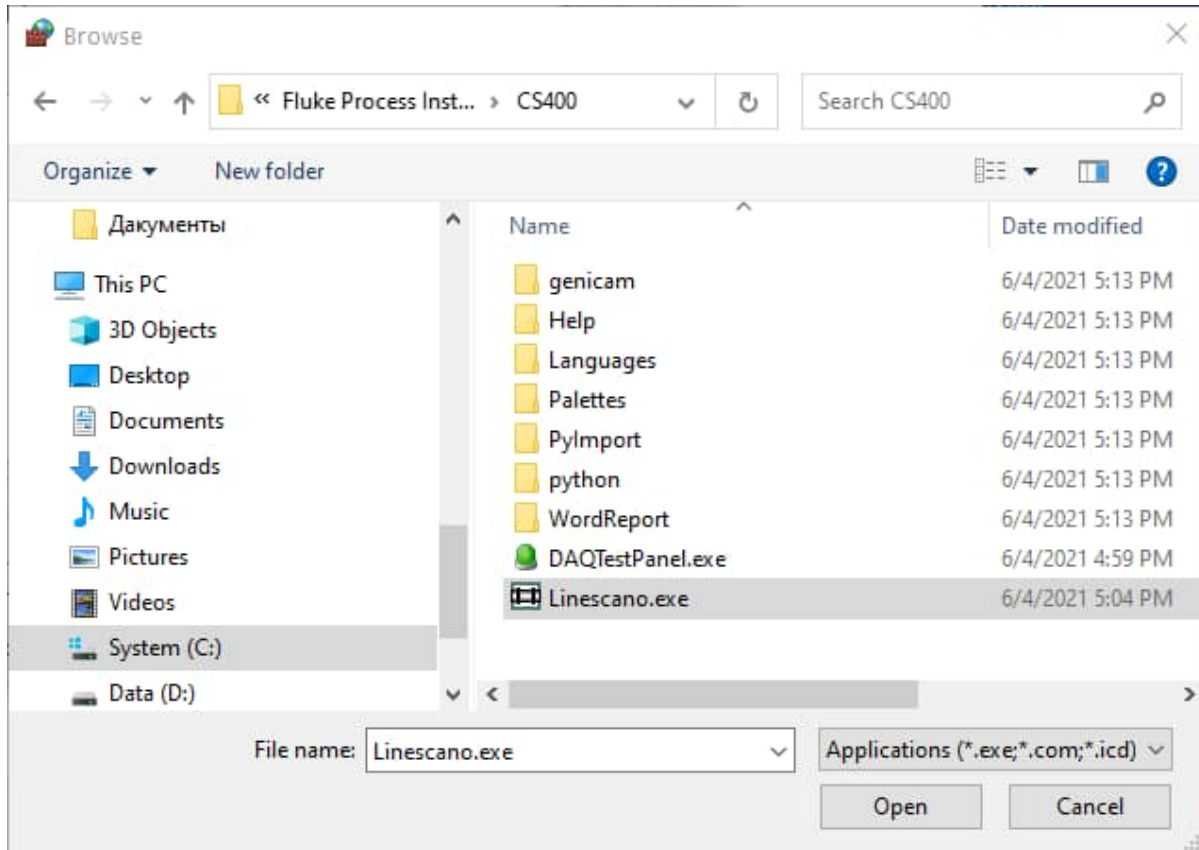 Browse
« Fluke Process Inst... › CS400
Search CS400
Organize
New folder
Дакументы
This PC
3D Objects
Desktop
Documents
Downloads
Music
Pictures
Videos
System (C:)
Data (D:)
Name Date modified
genicam 6/4/2021 5:13 PM
Help 6/4/2021 5:13 PM
Languages 6/4/2021 5:13 PM
Palettes 6/4/2021 5:13 PM
PyImport 6/4/2021 5:13 PM
python 6/4/2021 5:13 PM
WordReport 6/4/2021 5:13 PM
DAQTestPanel.exe 6/4/2021 4:59 PM
Linescano.exe 6/4/2021 5:04 PM
File name: Linescano.exe
Applications (*.exe;*.com;*.icd)
Open
Cancel